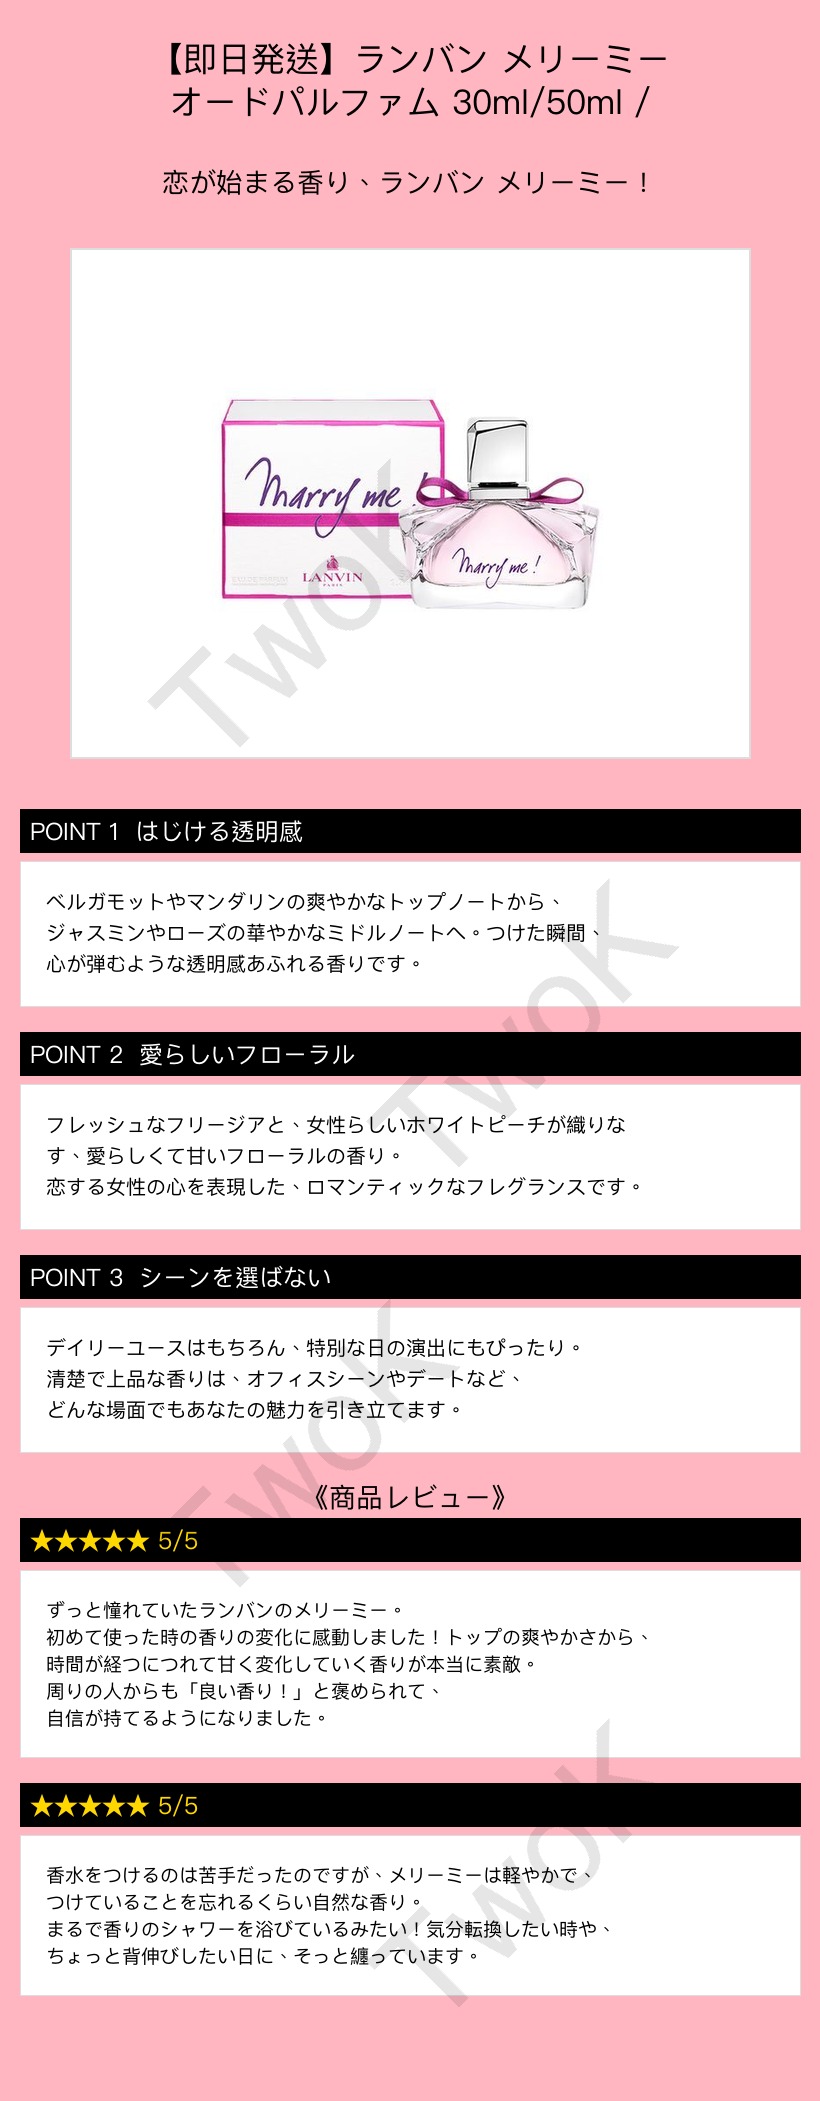 【即日発送】ランバン メリーミー
オードパルファム 30ml/50ml /
恋が始まる香り、ランバン メリーミー！
Marry me !
LANVIN
PARIS
Marry me !
TwoK
POINT 1 はじける透明感
ベルガモットやマンダリンの爽やかなトップノートから、
ジャスミンやローズの華やかなミドルノートへ。つけた瞬間、
心が弾むような透明感あふれる香りです。
TwoK
POINT 2 愛らしいフローラル
フレッシュなフリージアと、女性らしいホワイトピーチが織りな
す、愛らしくて甘いフローラルの香り。
恋する女性の心を表現した、ロマンティックなフレグランスです。
POINT 3 シーンを選ばない
デイリーユースはもちろん、特別な日の演出にもぴったり。
清楚で上品な香りは、オフィスシーンやデートなど、
どんな場面でもあなたの魅力を引き立てます。
TwoK
《商品レビュー》
★★★★★ 5/5
ずっと憧れていたランバンのメリーミー。
初めて使った時の香りの変化に感動しました！トップの爽やかさから、
時間が経つにつれて甘く変化していく香りが本当に素敵。
周りの人からも「良い香り！」と褒められて、
自信が持てるようになりました。
★★★★★ 5/5
香水をつけるのは苦手だったのですが、メリーミーは軽やかで、
つけていることを忘れるくらい自然な香り。
まるで香りのシャワーを浴びているみたい！気分転換したい時や、
ちょっと背伸びしたい日に、そっと纏っています。
TwoK